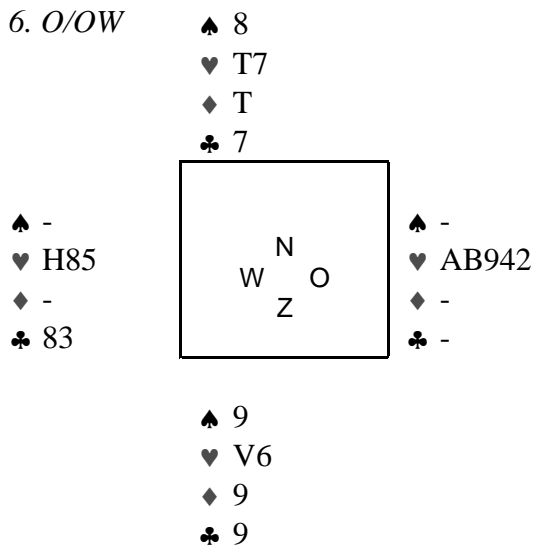 6. O/OW
♠ 8
♥ T7
♦ T
♣ 7
♠ -
♥ H85
♦ -
♣ 83
N
W O
Z
♠ -
♥ AB942
♦ -
♣ -
♠ 9
♥ V6
♦ 9
♣ 9